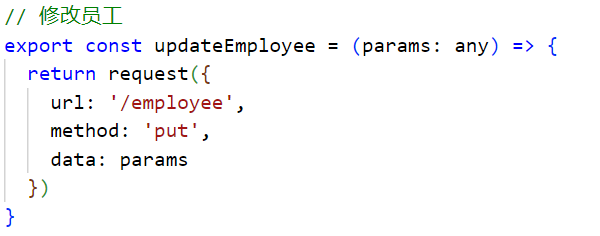 // 修改员工
export const updateEmployee = (params: any) => {
  return request({
    url: '/employee',
    method: 'put',
    data: params
  })
}